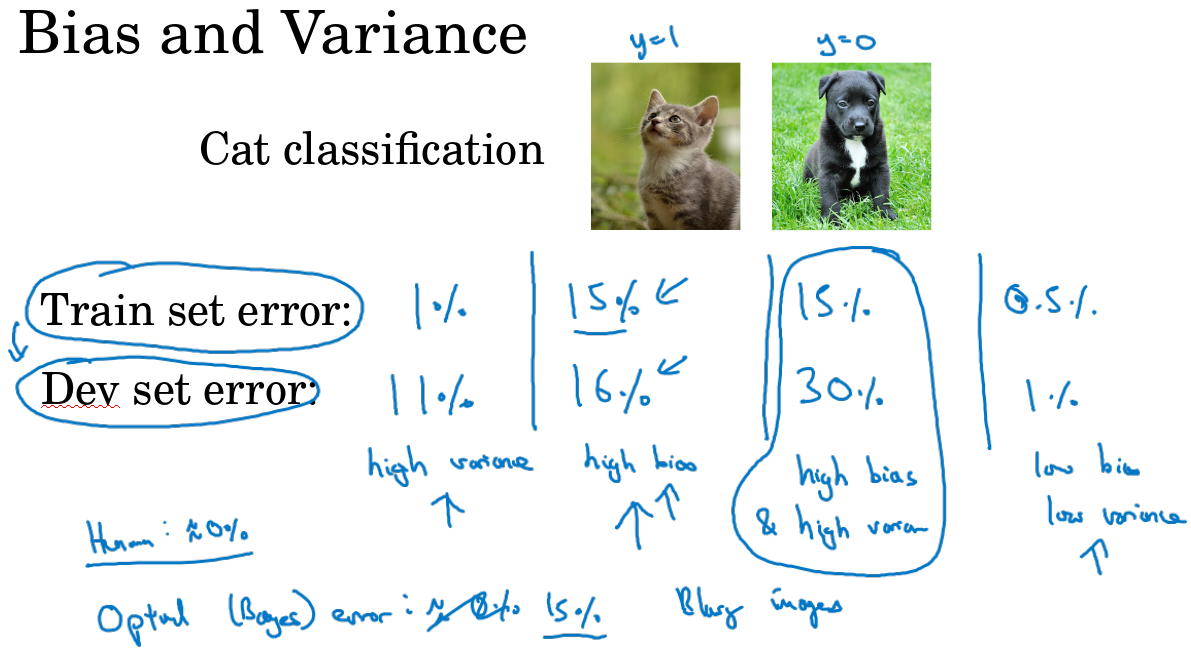 Bias and Variance
y=1 y=0
Cat classification
Train set error: 1% 15% 15% 0.5%
Dev set error: 11% 16% 30% 1%
high variance high bias high bias low bias
& high varian low variance
Human: ≈0%
Optimal (Bayes) error: ≈0% 15% Blurry images